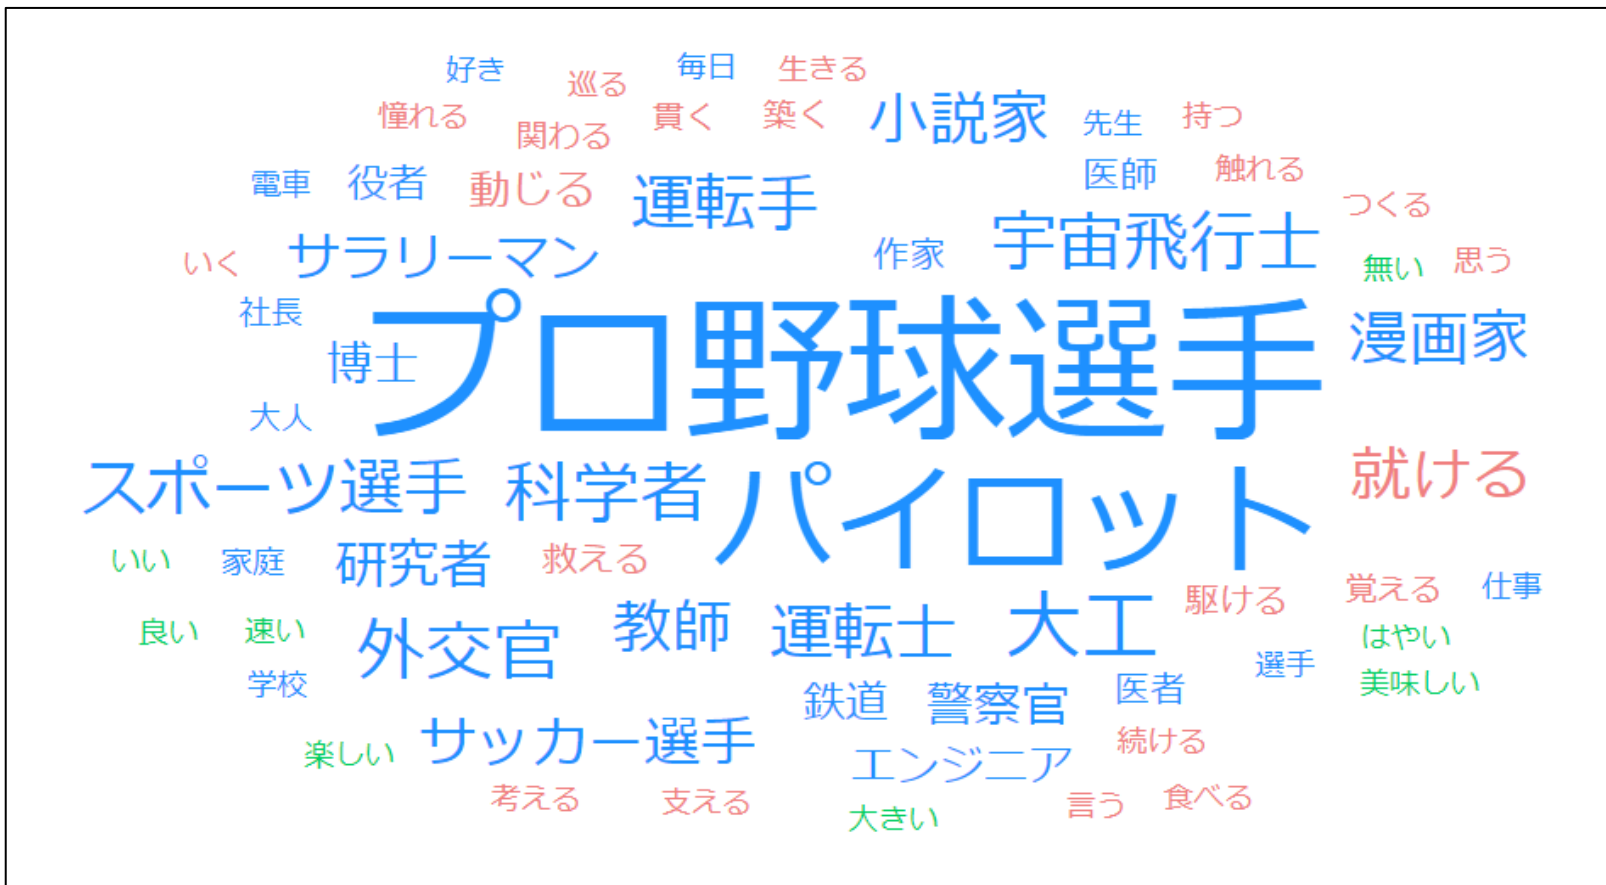 好き 巡る 毎日 生きる
憧れる 関わる 貫く 築く 小説家 先生 持つ
電車 役者 動じる 運転手 医師 触れる つくる
いく サラリーマン 作家 宇宙飛行士 無い 思う
社長 博士 プロ野球選手 漫画家
大人
スポーツ選手 科学者 パイロット 就ける
いい 家庭 研究者 救える 駆ける 覚える 仕事
良い 速い 外交官 教師 運転士 大工 はやい
学校 鉄道 警察官 医者 選手 美味しい
楽しい サッカー選手 エンジニア 続ける
考える 支える 大きい 言う 食べる